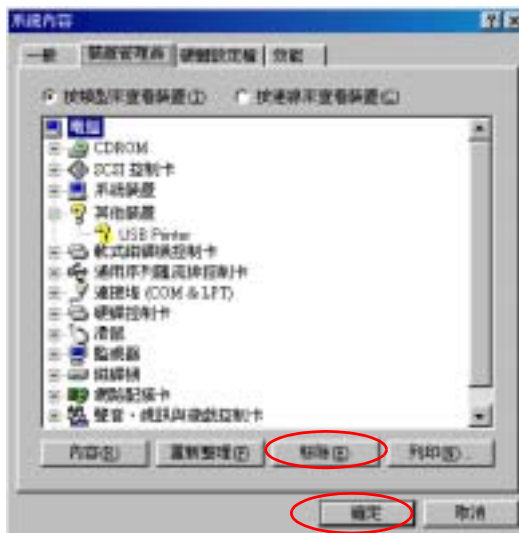 系統內容
一般 裝置管理員 硬體設定檔 效能
按類型來查看裝置(T) 按連線來查看裝置(C)
電腦
CDROM
SCSI 控制卡
系統裝置
其他裝置
USB Printer
軟式磁碟機控制卡
通用序列匯流排控制卡
連接埠 (COM & LPT)
硬碟控制卡
滑鼠
監視器
磁碟機
網路配接卡
聲音、視訊與遊戲控制卡
內容(R) 重新整理(F) 移除(E) 列印(N)...
確定 取消